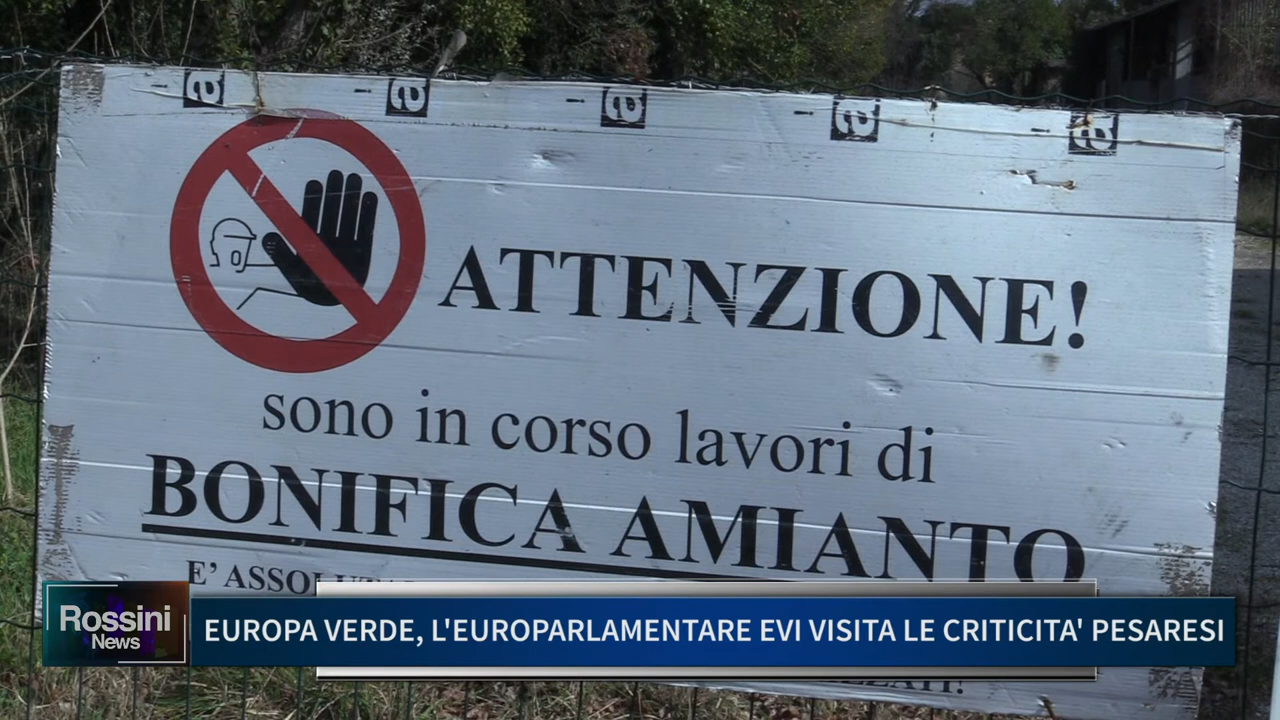 ATTENZIONE!
sono in corso lavori di
BONIFICA AMIANTO
E' 
Rossini
News
EUROPA VERDE, L'EUROPARLAMENTARE EVI VISITA LE CRITICITA' PESARESI